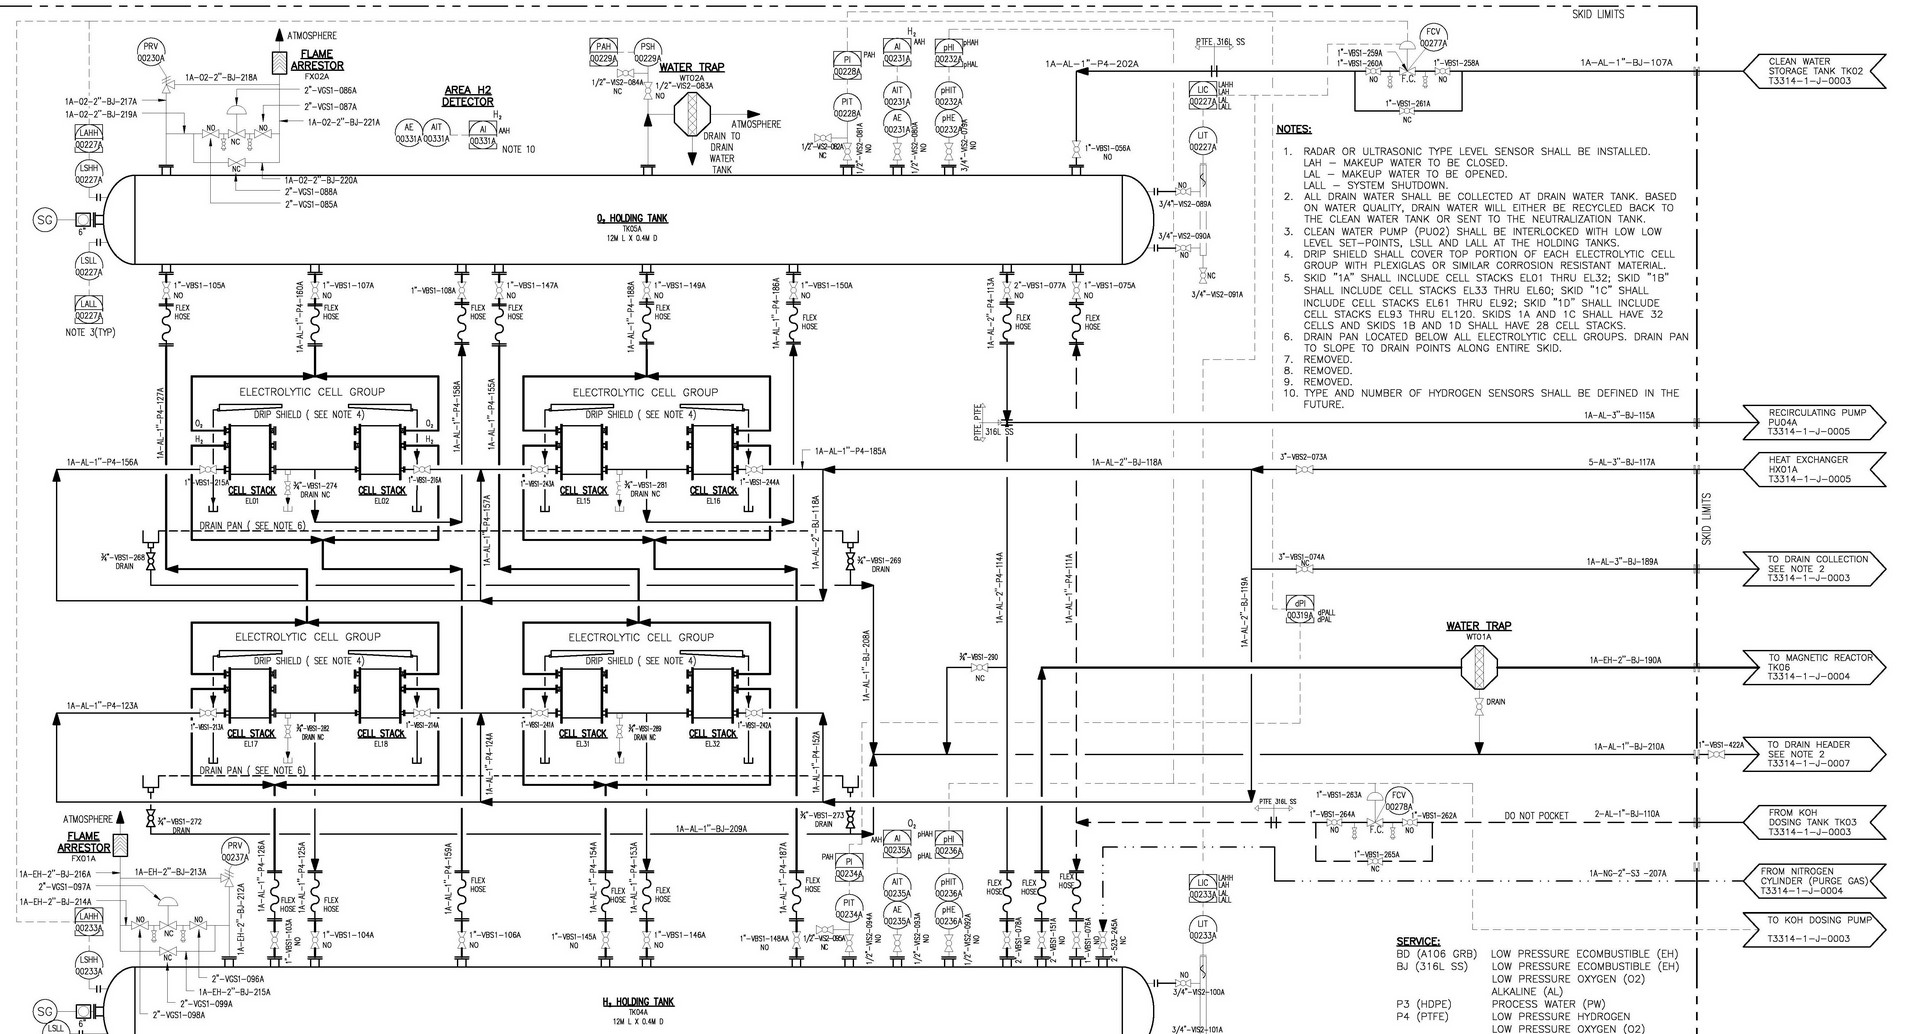 SKID LIMITS
PRV
00230A
ATMOSPHERE
FLAME
ARRESTOR
FX02A
1A-O2-2"-BJ-218A
2"-VGS1-086A
1A-O2-2"-BJ-217A
2"-VGS1-087A
1A-O2-2"-BJ-219A
1A-O2-2"-BJ-221A
NO
NO
NC
NC
LAHH
00227A
LSHH
00227A
1A-O2-2"-BJ-220A
2"-VGS1-088A
2"-VGS1-085A
SG
6"
LSLL
00227A
LALL
00227A
NOTE 3(TYP)
AREA H2
DETECTOR
H2
AE
00331A
AIT
00331A
AI
00331A
AAH
NOTE 10
PAH
00229A
PSH
00229A
WATER TRAP
WT02A
1/2"-VIS2-084A
NC
1/2"-VIS2-083A
NO
ATMOSPHERE
DRAIN TO
DRAIN
WATER
TANK
PI
00228A
PAH
PIT
00228A
1/2"-VIS2-082A
NC
1/2"-VIS2-081A
NO
H2
AAH
AI
00231A
AIT
00231A
AE
00231A
1/2"-VIS2-080A
NO
pHI
00232A
pHAH
pHAL
pHIT
00232A
pHE
00232A
3/4"-VIS2-079A
NO
1A-AL-1"-P4-202A
PTFE 316L SS
1"-VBS1-056A
NO
LIC
00227A
LAHH
LAH
LAL
LALL
LIT
00227A
NO
3/4"-VIS2-089A
3/4"-VIS2-090A
NO
NC
3/4"-VIS2-091A
FCV
00277A
1"-VBS1-259A
1"-VBS1-260A
1"-VBS1-258A
NO
F.C.
NO
1"-VBS1-261A
NC
1A-AL-1"-BJ-107A
CLEAN WATER
STORAGE TANK TK02
T3314-1-J-0003
O2 HOLDING TANK
TK05A
12M L X 0.4M D
NOTES:
1. RADAR OR ULTRASONIC TYPE LEVEL SENSOR SHALL BE INSTALLED.
LAH - MAKEUP WATER TO BE CLOSED.
LAL - MAKEUP WATER TO BE OPENED.
LALL - SYSTEM SHUTDOWN.
2. ALL DRAIN WATER SHALL BE COLLECTED AT DRAIN WATER TANK. BASED
ON WATER QUALITY, DRAIN WATER WILL EITHER BE RECYCLED BACK TO
THE CLEAN WATER TANK OR SENT TO THE NEUTRALIZATION TANK.
3. CLEAN WATER PUMP (PU02) SHALL BE INTERLOCKED WITH LOW LOW
LEVEL SET-POINTS, LSLL AND LALL AT THE HOLDING TANKS.
4. DRIP SHIELD SHALL COVER TOP PORTION OF EACH ELECTROLYTIC CELL
GROUP WITH PLEXIGLAS OR SIMILAR CORROSION RESISTANT MATERIAL.
5. SKID "1A" SHALL INCLUDE CELL STACKS EL01 THRU EL32; SKID "1B"
SHALL INCLUDE CELL STACKS EL33 THRU EL60; SKID "1C" SHALL
INCLUDE CELL STACKS EL61 THRU EL92; SKID "1D" SHALL INCLUDE
CELL STACKS EL93 THRU EL120. SKIDS 1A AND 1C SHALL HAVE 32
CELLS AND SKIDS 1B AND 1D SHALL HAVE 28 CELL STACKS.
6. DRAIN PAN LOCATED BELOW ALL ELECTROLYTIC CELL GROUPS. DRAIN PAN
TO SLOPE TO DRAIN POINTS ALONG ENTIRE SKID.
7. REMOVED.
8. REMOVED.
9. REMOVED.
10. TYPE AND NUMBER OF HYDROGEN SENSORS SHALL BE DEFINED IN THE
FUTURE.
1"-VBS1-105A
NO
1A-AL-1"-P4-160A
1"-VBS1-107A
NO
1"-VBS1-108A
NO
1"-VBS1-147A
NO
1A-AL-1"-P4-188A
1"-VBS1-149A
NO
1A-AL-1"-P4-186A
1"-VBS1-150A
NO
1A-AL-2"-P4-113A
2"-VBS1-077A
NO
1"-VBS1-075A
NO
FLEX
HOSE
FLEX
HOSE
FLEX
HOSE
FLEX
HOSE
FLEX
HOSE
FLEX
HOSE
FLEX
HOSE
FLEX
HOSE
1A-AL-1"-P4-127A
1A-AL-1"-P4-158A
1A-AL-1"-P4-155A
ELECTROLYTIC CELL GROUP
DRIP SHIELD ( SEE NOTE 4)
O2
H2
O2
H2
ELECTROLYTIC CELL GROUP
DRIP SHIELD ( SEE NOTE 4)
PTFE PTFE
316L SS
1A-AL-3"-BJ-115A
RECIRCULATING PUMP
PU04A
T3314-1-J-0005
1A-AL-1"-P4-156A
1A-AL-1"-P4-185A
1A-AL-2"-BJ-118A
3"-VBS2-073A
5-AL-3"-BJ-117A
HEAT EXCHANGER
HX01A
T3314-1-J-0005
1"-VBS1-215A
¾"-VBS1-274
DRAIN NC
1"-VBS1-216A
CELL STACK
EL01
CELL STACK
EL02
1"-VBS1-243A
¾"-VBS1-281
DRAIN NC
1"-VBS1-244A
CELL STACK
EL15
CELL STACK
EL16
DRAIN PAN ( SEE NOTE 6)
1A-AL-1"-P4-157A
1A-AL-2"-BJ-118A
SKID LIMITS
¾"-VBS1-268
DRAIN
¾"-VBS1-269
DRAIN
1A-AL-2"-P4-114A
1A-AL-1"-P4-111A
3"-VBS1-074A
NC
1A-AL-3"-BJ-189A
TO DRAIN COLLECTION
SEE NOTE 2
T3314-1-J-0003
1A-AL-2"-BJ-119A
dPI
00319A
dPALL
dPAL
ELECTROLYTIC CELL GROUP
DRIP SHIELD ( SEE NOTE 4)
ELECTROLYTIC CELL GROUP
DRIP SHIELD ( SEE NOTE 4)
1A-AL-1"-BJ-208A
¾"-VBS1-290
NC
WATER TRAP
WT01A
1A-EH-2"-BJ-190A
TO MAGNETIC REACTOR
TK06
T3314-1-J-0004
DRAIN
1A-AL-1"-P4-123A
1"-VBS1-213A
¾"-VBS1-282
DRAIN NC
1"-VBS1-214A
CELL STACK
EL17
CELL STACK
EL18
1A-AL-1"-P4-124A
1"-VBS1-241A
¾"-VBS1-289
DRAIN NC
1"-VBS1-242A
CELL STACK
EL31
CELL STACK
EL32
1A-AL-1"-P4-152A
DRAIN PAN ( SEE NOTE 6)
1A-AL-1"-BJ-210A
1"-VBS1-422A
TO DRAIN HEADER
SEE NOTE 2
T3314-1-J-0007
¾"-VBS1-272
DRAIN
¾"-VBS1-273
DRAIN
1A-AL-1"-BJ-209A
PTFE 316L SS
1"-VBS1-263A
FCV
00278A
1"-VBS1-264A
1"-VBS1-262A
NO
F.C.
NO
1"-VBS1-265A
NC
DO NOT POCKET
2-AL-1"-BJ-110A
FROM KOH
DOSING TANK TK03
T3314-1-J-0003
1A-NG-2"-S3 -207A
FROM NITROGEN
CYLINDER (PURGE GAS)
T3314-1-J-0004
TO KOH DOSING PUMP
T3314-1-J-0003
ATMOSPHERE
FLAME
ARRESTOR
FX01A
PRV
00237A
1A-EH-2"-BJ-216A
1A-EH-2"-BJ-213A
2"-VGS1-097A
1A-EH-2"-BJ-214A
1A-EH-2"-BJ-212A
LAHH
00233A
NO
NC
NO
NC
LSHH
00233A
2"-VGS1-096A
1A-EH-2"-BJ-215A
2"-VGS1-099A
2"-VGS1-098A
SG
6"
LSLL
1A-AL-1"-P4-126A
1A-AL-1"-P4-125A
1A-AL-1"-P4-159A
1A-AL-1"-P4-154A
1A-AL-1"-P4-153A
1A-AL-1"-P4-187A
FLEX
HOSE
FLEX
HOSE
FLEX
HOSE
FLEX
HOSE
FLEX
HOSE
FLEX
HOSE
FLEX
HOSE
FLEX
HOSE
FLEX
HOSE
1"-VBS1-103A
NO
1"-VBS1-104A
NO
1"-VBS1-106A
NO
1"-VBS1-145A
NO
1"-VBS1-146A
NO
1"-VBS1-148AA
NO
PAH
PI
00234A
PIT
00234A
1/2"-VIS2-095A
NC
1/2"-VIS2-094A
NO
O2
AAH
AI
00235A
AIT
00235A
AE
00235A
1/2"-VIS2-093A
NO
pHAH
pHAL
pHI
00236A
pHIT
00236A
pHE
00236A
1/2"-VIS2-092A
NO
2"-VBS1-078A
NO
2"-VBS1-151A
NO
1"-VBS1-076A
NO
2"-S23-245A
NC
LIC
00233A
LAHH
LAH
LAL
LALL
LIT
00233A
NO
3/4"-VIS2-100A
3/4"-VIS2-101A
H2 HOLDING TANK
TK04A
12M L X 0.4M D
SERVICE:
BD (A106 GRB) LOW PRESSURE ECOMBUSTIBLE (EH)
BJ (316L SS) LOW PRESSURE ECOMBUSTIBLE (EH)
LOW PRESSURE OXYGEN (O2)
ALKALINE (AL)
P3 (HDPE) PROCESS WATER (PW)
P4 (PTFE) LOW PRESSURE HYDROGEN
LOW PRESSURE OXYGEN (O2)